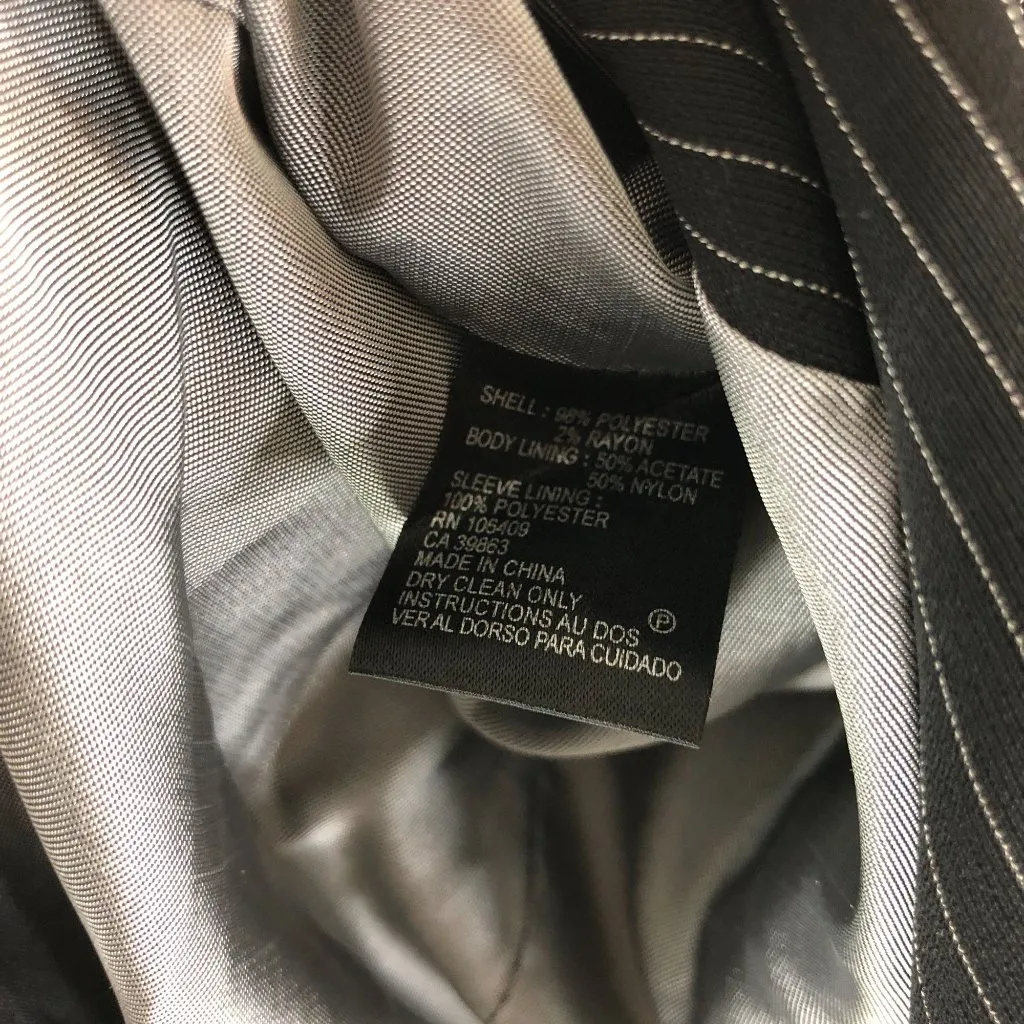 SHELL : 98% POLYESTER
2% RAYON
BODY LINING : 50% ACETATE
50% NYLON
SLEEVE LINING :
100% POLYESTER
RN 106409
CA 39863
MADE IN CHINA
DRY CLEAN ONLY
INSTRUCTIONS AU DOS Ⓟ
VER AL DORSO PARA CUIDADO